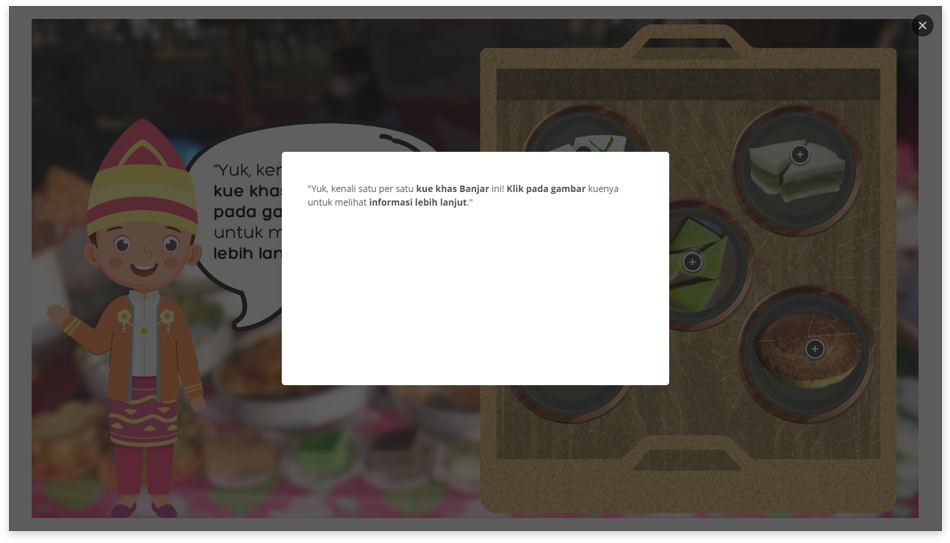 "Yuk, ken
kue khas
pada ga
untuk m
lebih lan
"Yuk, kenali satu per satu kue khas Banjar ini! Klik pada gambar kuenya
untuk melihat informasi lebih lanjut."